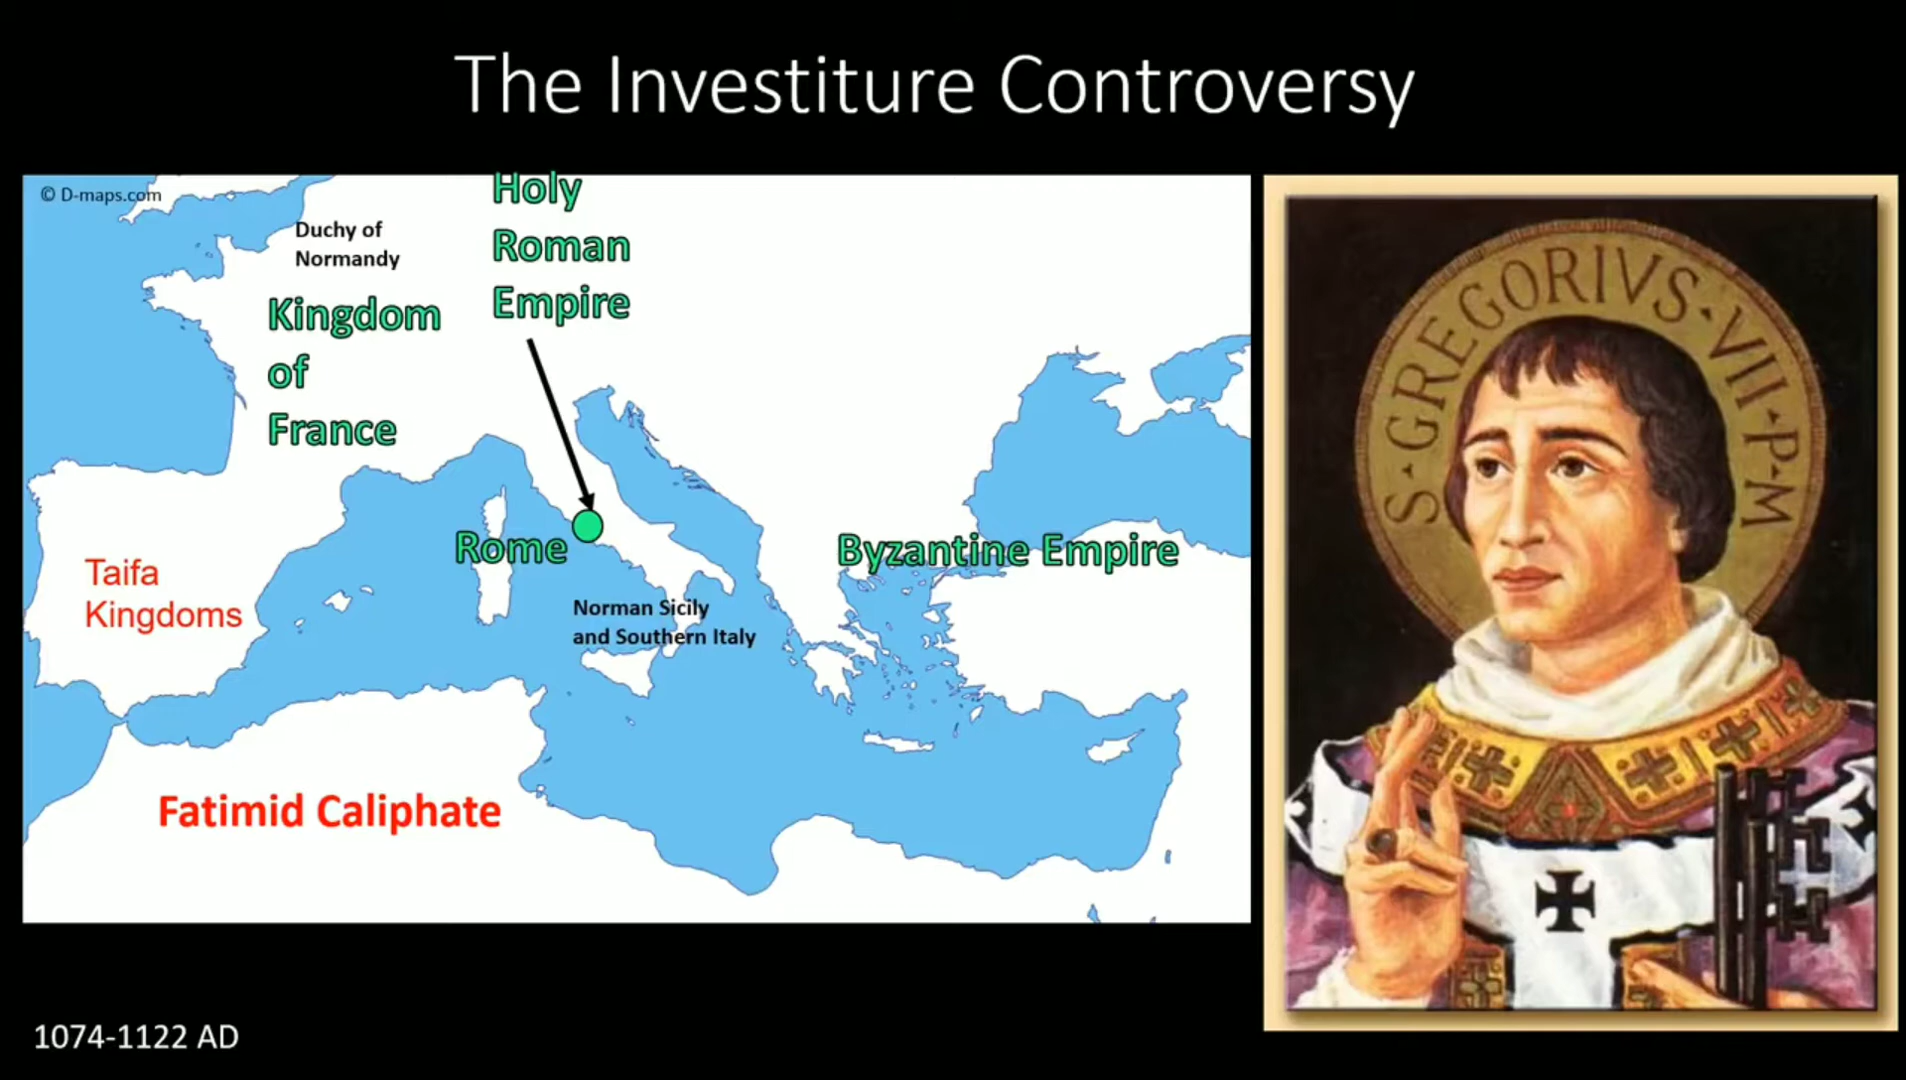 The Investiture Controversy
© D-maps.com
Holy
Roman
Empire
Duchy of
Normandy
Kingdom
of
France
Rome
Byzantine Empire
Taifa
Kingdoms
Norman Sicily
and Southern Italy
Fatimid Caliphate
S·GREGORIVS·VII·P·M
1074-1122 AD